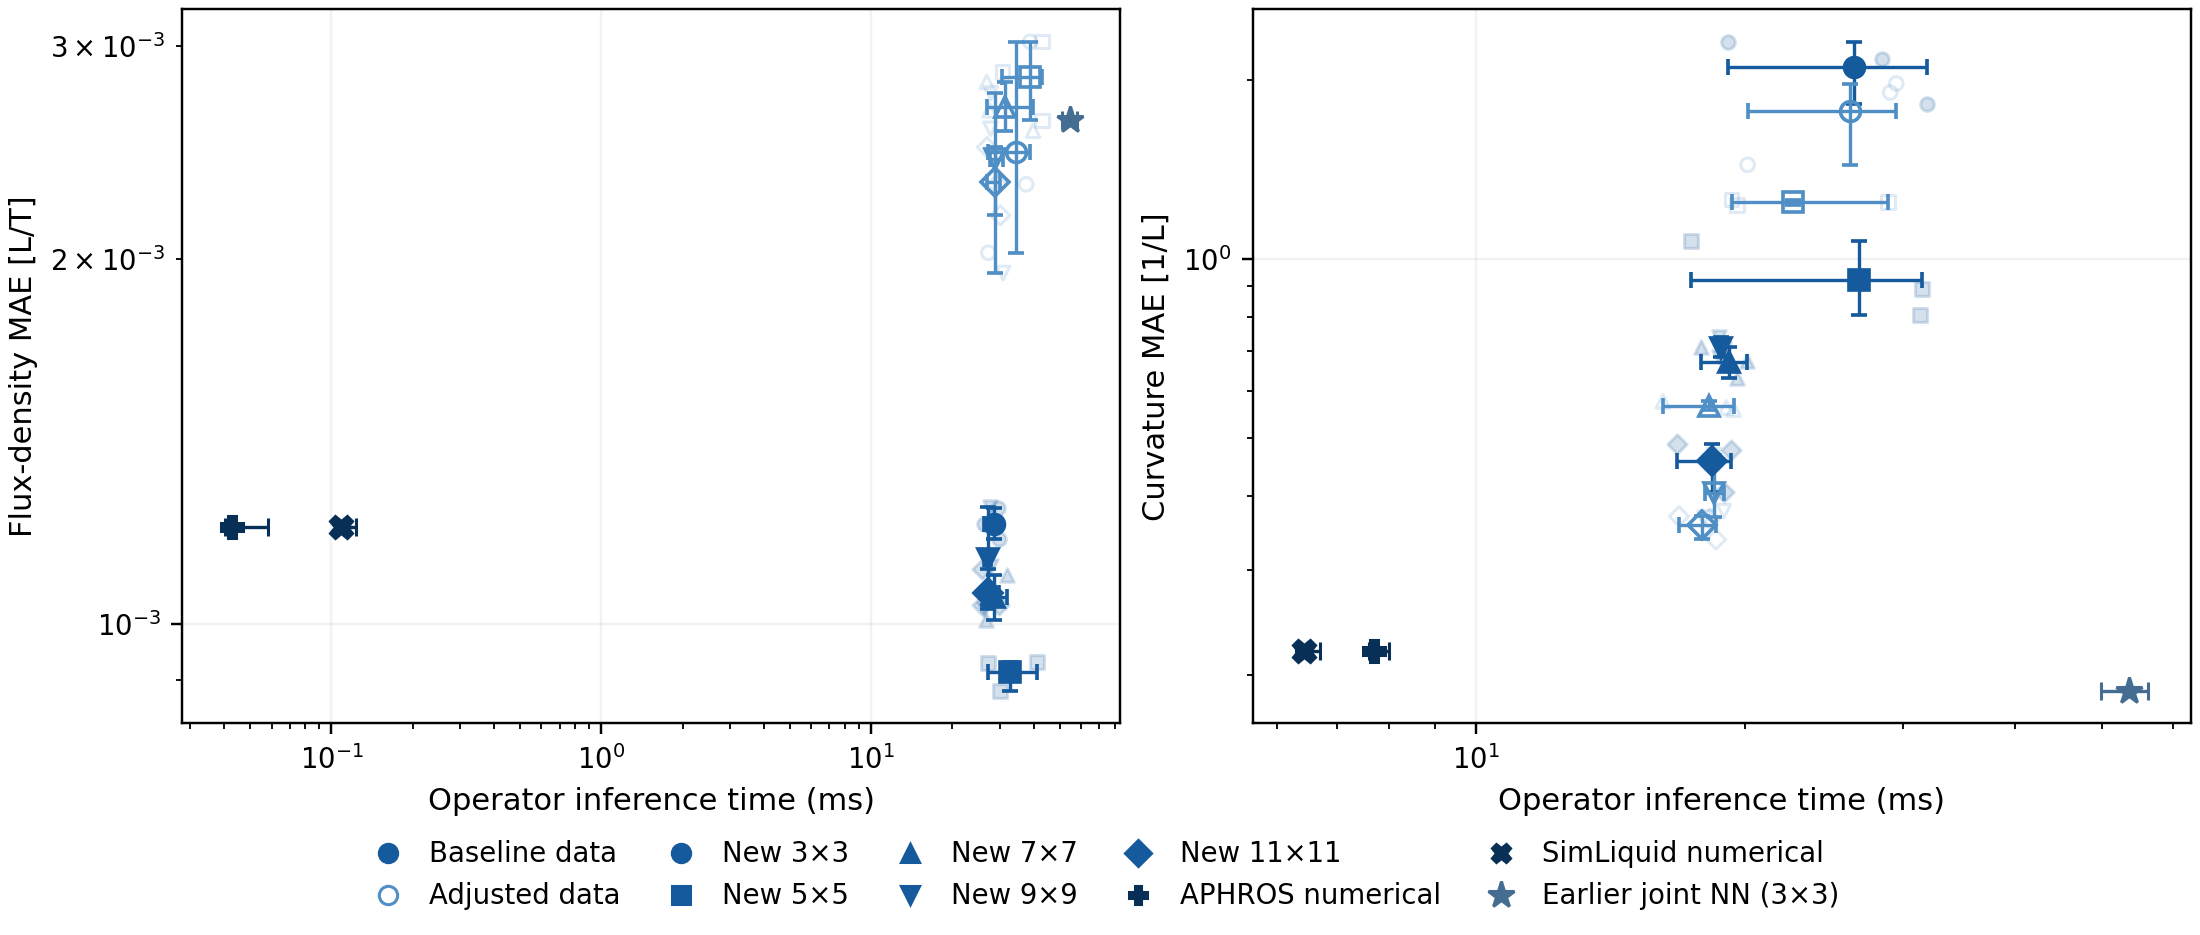 Flux-density MAE [L/T]
3 × 10⁻³
2 × 10⁻³
10⁻³
10⁻¹
10⁰
10¹
Operator inference time (ms)
Curvature MAE [1/L]
10⁰
10¹
Operator inference time (ms)
Baseline data
New 3×3
New 7×7
New 11×11
SimLiquid numerical
Adjusted data
New 5×5
New 9×9
APHROS numerical
Earlier joint NN (3×3)